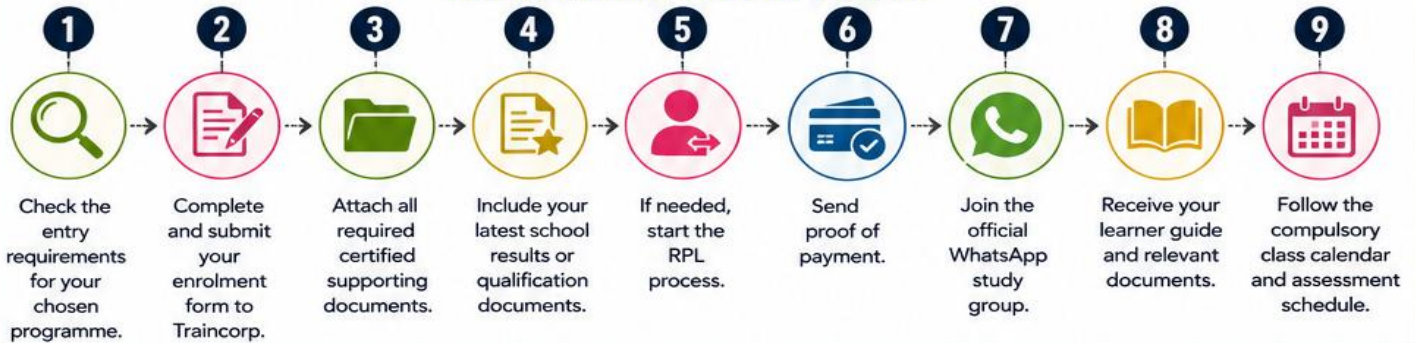 1
Check the
entry
requirements
for your
chosen
programme.
2
Complete
and submit
your
enrolment
form to
Traincorp.
3
Attach all
required
certified
supporting
documents.
4
Include your
latest school
results or
qualification
documents.
5
If needed,
start the
RPL
process.
6
Send
proof of
payment.
7
Join the
official
WhatsApp
study
group.
8
Receive your
learner guide
and relevant
documents.
9
Follow the
compulsory
class calendar
and assessment
schedule.